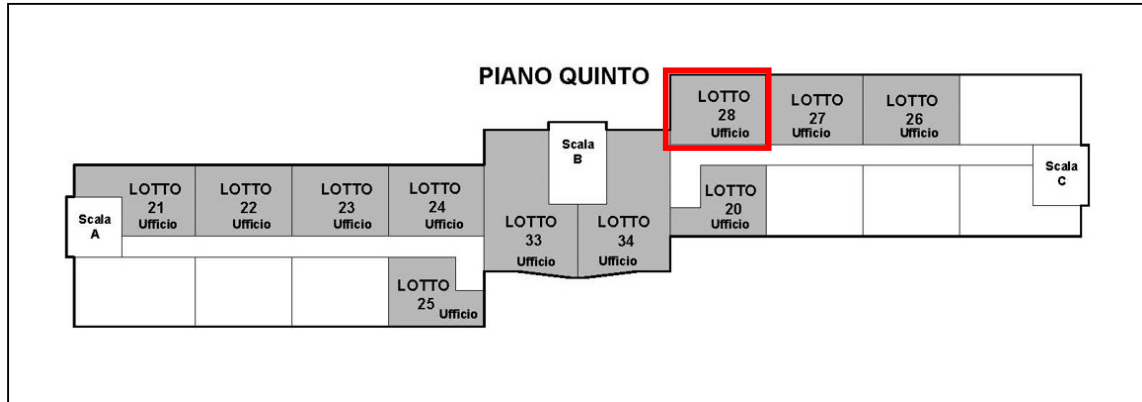 PIANO QUINTO
LOTTO
28
Ufficio
LOTTO
27
Ufficio
LOTTO
26
Ufficio
Scala
B
Scala
C
LOTTO
21
Ufficio
LOTTO
22
Ufficio
LOTTO
23
Ufficio
LOTTO
24
Ufficio
LOTTO
20
Ufficio
Scala
A
LOTTO
33
Ufficio
LOTTO
34
Ufficio
LOTTO
25
Ufficio